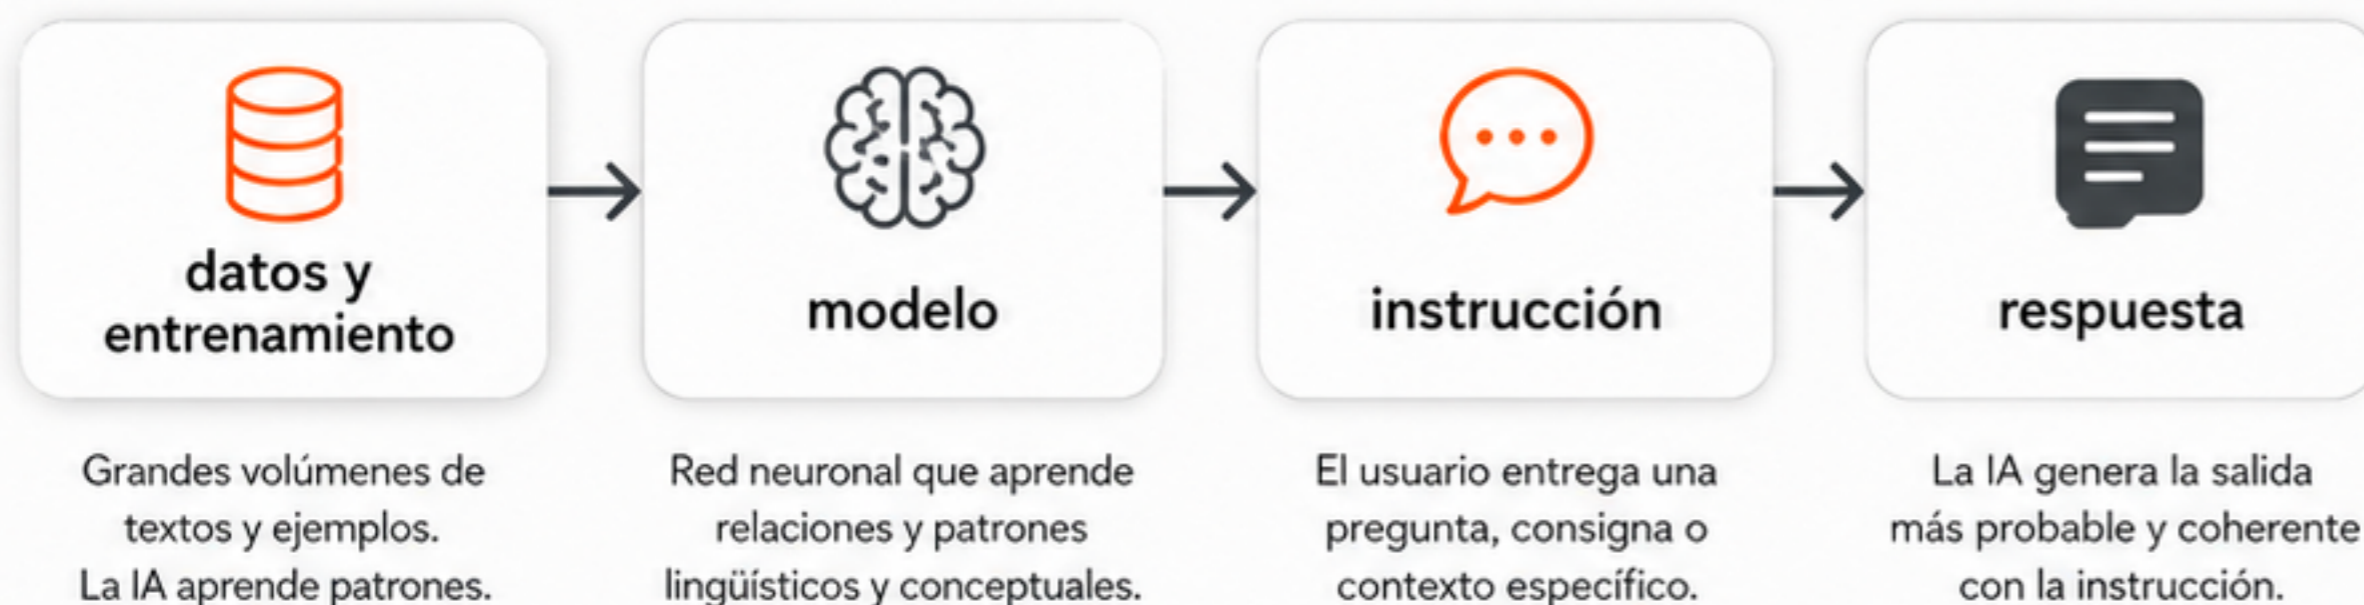 datos y
entrenamiento
modelo
instrucción
respuesta
Grandes volúmenes de
textos y ejemplos.
La IA aprende patrones.
Red neuronal que aprende
relaciones y patrones
lingüísticos y conceptuales.
El usuario entrega una
pregunta, consigna o
contexto específico.
La IA genera la salida
más probable y coherente
con la instrucción.